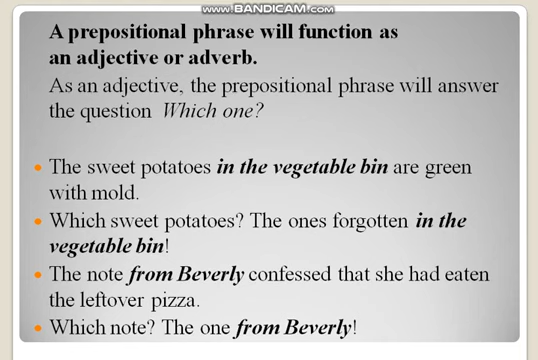 www.BANDICAM.com
A prepositional phrase will function as
an adjective or adverb.
As an adjective, the prepositional phrase will answer
the question Which one?
The sweet potatoes in the vegetable bin are green
with mold.
Which sweet potatoes? The ones forgotten in the
vegetable bin!
The note from Beverly confessed that she had eaten
the leftover pizza.
Which note? The one from Beverly!